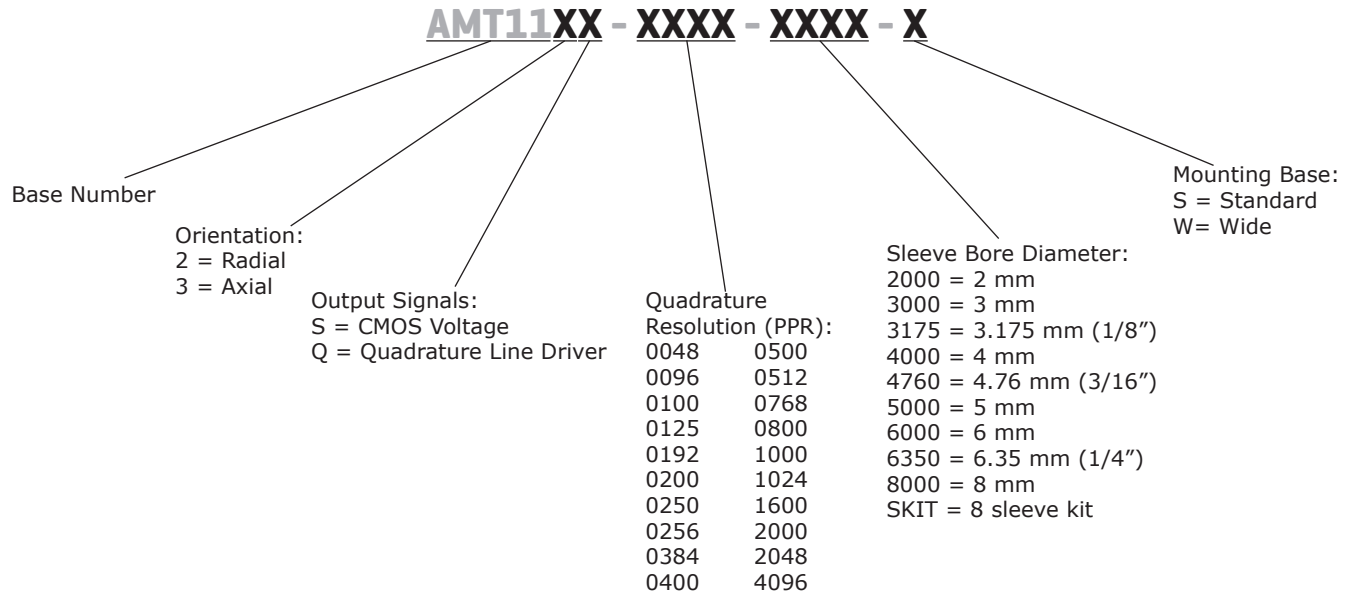 AMT11XX - XXXX - XXXX - X
Base Number
Orientation:
2 = Radial
3 = Axial
Output Signals:
S = CMOS Voltage
Q = Quadrature Line Driver
Quadrature
Resolution (PPR):
0048 0500
0096 0512
0100 0768
0125 0800
0192 1000
0200 1024
0250 1600
0256 2000
0384 2048
0400 4096
Sleeve Bore Diameter:
2000 = 2 mm
3000 = 3 mm
3175 = 3.175 mm (1/8”)
4000 = 4 mm
4760 = 4.76 mm (3/16”)
5000 = 5 mm
6000 = 6 mm
6350 = 6.35 mm (1/4”)
8000 = 8 mm
SKIT = 8 sleeve kit
Mounting Base:
S = Standard
W= Wide